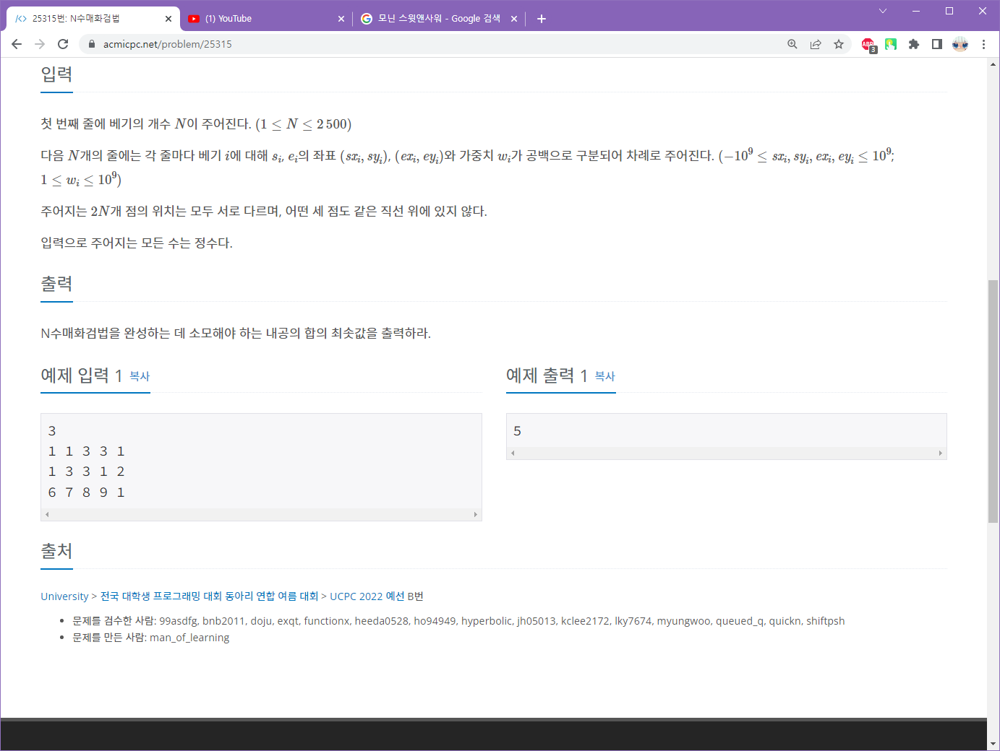 25315번: N수매화검법
(1) YouTube
모닌 스윗앤사워 - Google 검색
acmicpc.net/problem/25315
ABP
3
입력
첫 번째 줄에 베기의 개수 N이 주어진다. (1 ≤ N ≤ 2 500)
다음 N개의 줄에는 각 줄마다 베기 i에 대해 s_i, e_i의 좌표 (sx_i, sy_i), (ex_i, ey_i)와 가중치 w_i가 공백으로 구분되어 차례로 주어진다. (−10^9 ≤ sx_i, sy_i, ex_i, ey_i ≤ 10^9;
1 ≤ w_i ≤ 10^9)
주어지는 2N개 점의 위치는 모두 서로 다르며, 어떤 세 점도 같은 직선 위에 있지 않다.
입력으로 주어지는 모든 수는 정수다.
출력
N수매화검법을 완성하는 데 소모해야 하는 내공의 합의 최솟값을 출력하라.
예제 입력 1 복사
3
1 1 3 3 1
1 3 3 1 2
6 7 8 9 1
예제 출력 1 복사
5
출처
University > 전국 대학생 프로그래밍 대회 동아리 연합 여름 대회 > UCPC 2022 예선 B번
• 문제를 검수한 사람: 99asdfg, bnb2011, doju, exqt, functionx, heeda0528, ho94949, hyperbolic, jh05013, kclee2172, lky7674, myungwoo, queued_q, quickn, shiftpsh
• 문제를 만든 사람: man_of_learning